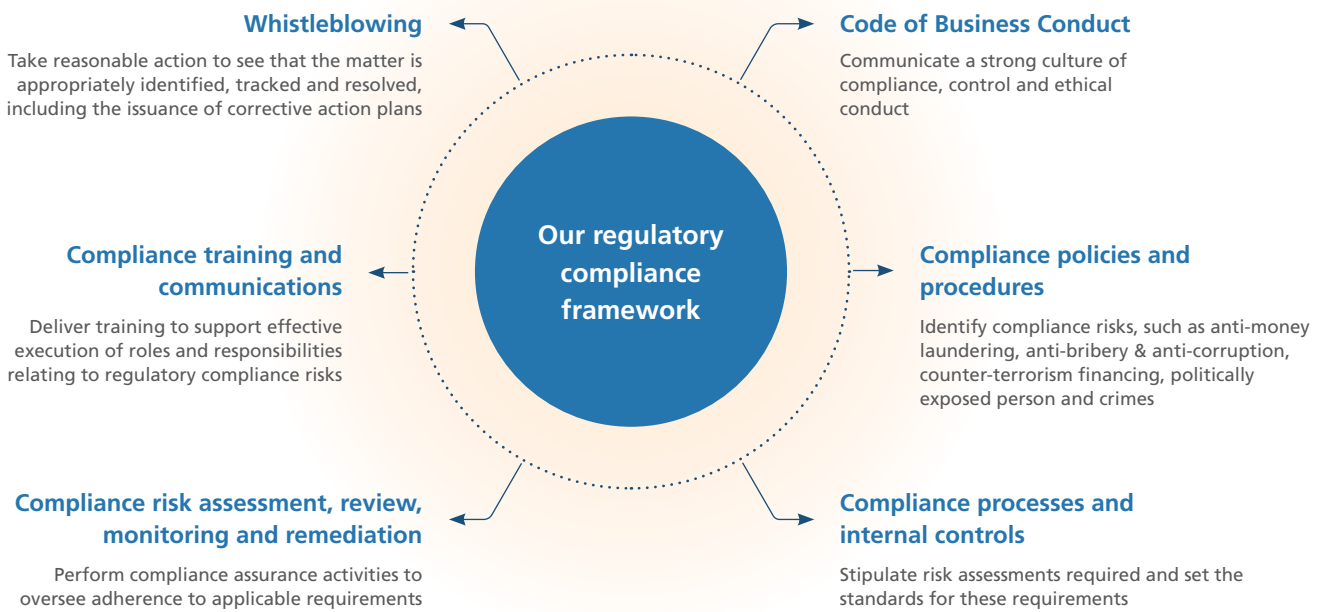 Whistleblowing
Take reasonable action to see that the matter is
appropriately identified, tracked and resolved,
including the issuance of corrective action plans
Code of Business Conduct
Communicate a strong culture of
compliance, control and ethical
conduct
Our regulatory
compliance
framework
Compliance training and
communications
Deliver training to support effective
execution of roles and responsibilities
relating to regulatory compliance risks
Compliance policies and
procedures
Identify compliance risks, such as anti-money
laundering, anti-bribery & anti-corruption,
counter-terrorism financing, politically
exposed person and crimes
Compliance risk assessment, review,
monitoring and remediation
Perform compliance assurance activities to
oversee adherence to applicable requirements
Compliance processes and
internal controls
Stipulate risk assessments required and set the
standards for these requirements